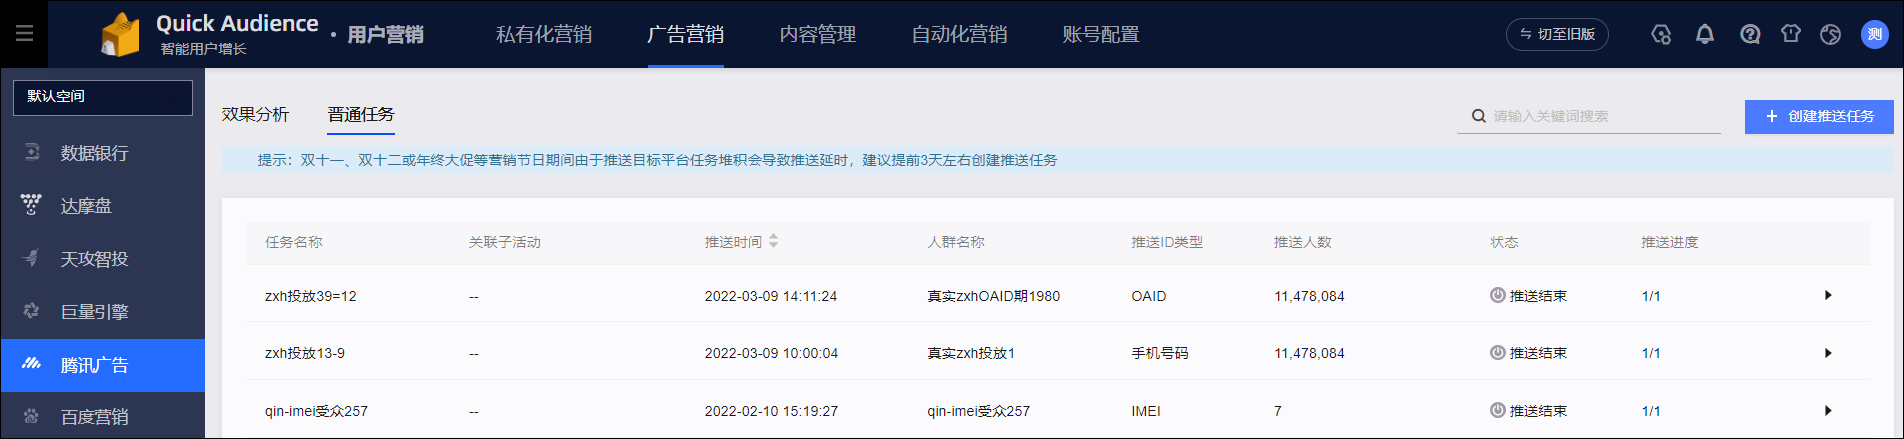 Quick Audience
智能用户增长
· 用户营销
私有化营销
广告营销
内容管理
自动化营销
账号配置
切至旧版
测
默认空间
数据银行
达摩盘
天攻智投
巨量引擎
腾讯广告
百度营销
效果分析
普通任务
请输入关键词搜索
+ 创建推送任务
提示：双十一、双十二或年终大促等营销节日期间由于推送目标平台任务堆积会导致推送延时，建议提前3天左右创建推送任务
任务名称 关联子活动 推送时间 人群名称 推送ID类型 推送人数 状态 推送进度
zxh投放39=12 -- 2022-03-09 14:11:24 真实zxhOAID期1980 OAID 11,478,084 推送结束 1/1
zxh投放13-9 -- 2022-03-09 10:00:04 真实zxh投放1 手机号码 11,478,084 推送结束 1/1
qin-imei受众257 -- 2022-02-10 15:19:27 qin-imei受众257 IMEI 7 推送结束 1/1